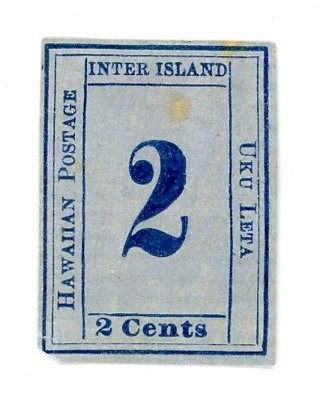 INTER ISLAND
HAWAIIAN POSTAGE
2
UKU LETA
2 Cents